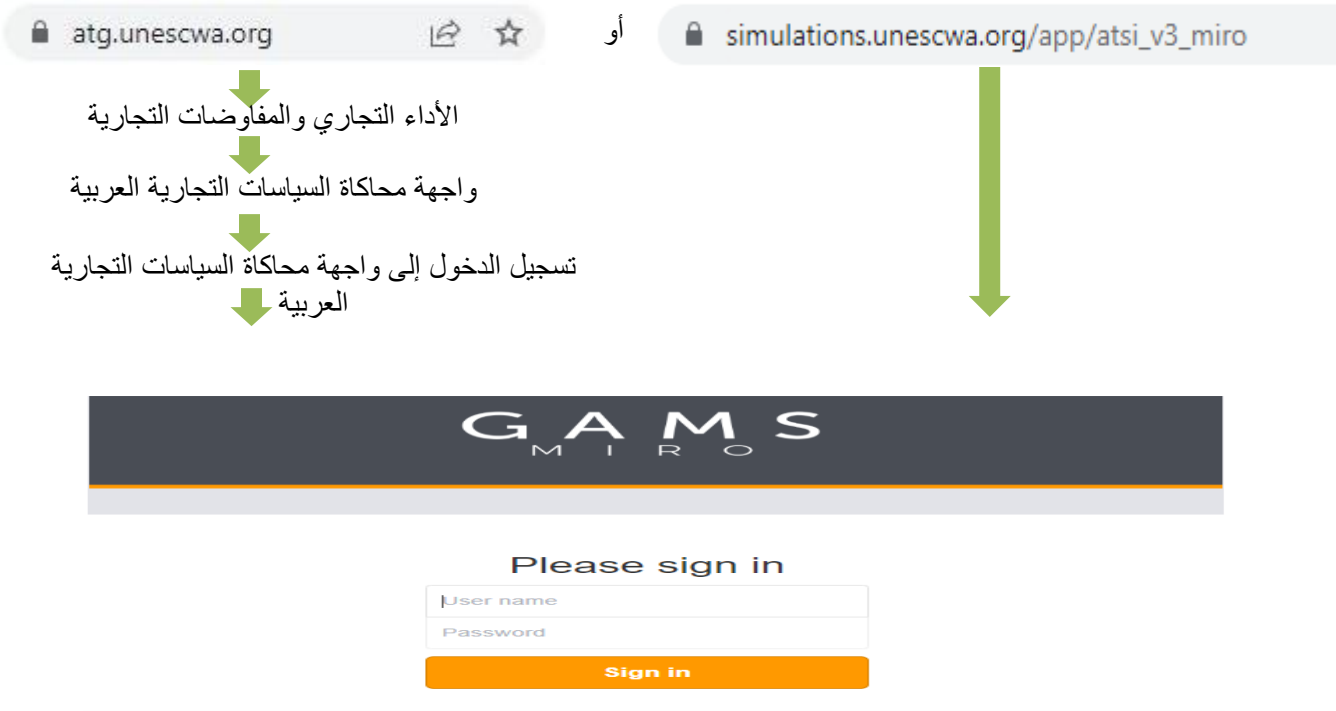 atg.unescwa.org
أو
simulations.unescwa.org/app/atsi_v3_miro
الأداء التجاري والمفاوضات التجارية
واجهة محاكاة السياسات التجارية العربية
تسجيل الدخول إلى واجهة محاكاة السياسات التجارية
العربية
GAMS
MIRO
Please sign in
User name
Password
Sign in